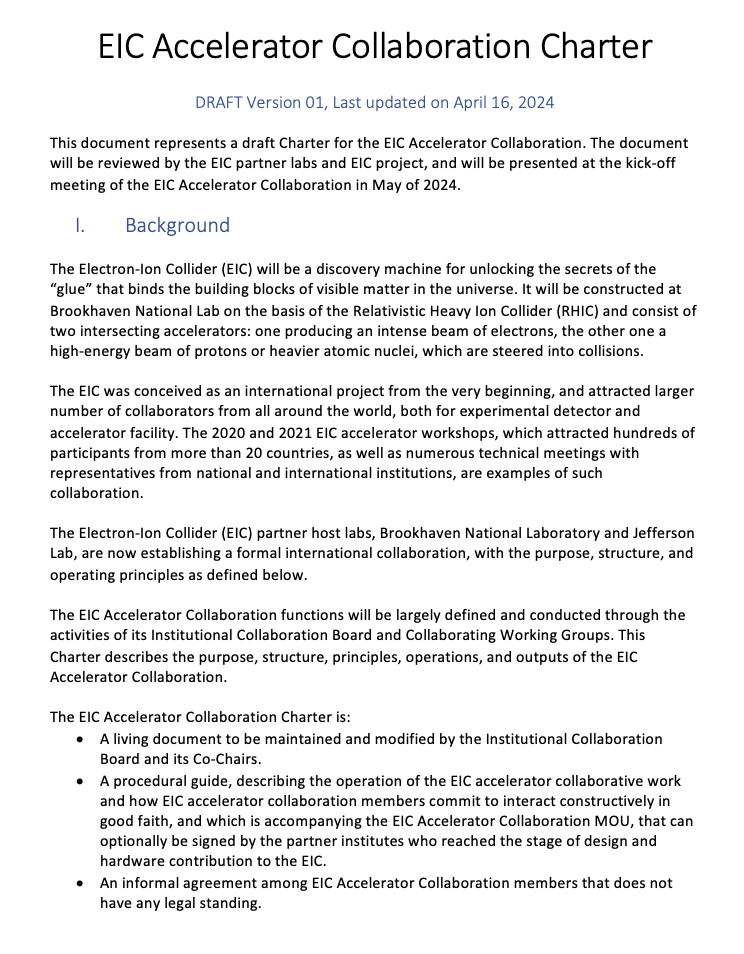 EIC Accelerator Collaboration Charter
DRAFT Version 01, Last updated on April 16, 2024
This document represents a draft Charter for the EIC Accelerator Collaboration. The document
will be reviewed by the EIC partner labs and EIC project, and will be presented at the kick-off
meeting of the EIC Accelerator Collaboration in May of 2024.
I. Background
The Electron-Ion Collider (EIC) will be a discovery machine for unlocking the secrets of the
“glue” that binds the building blocks of visible matter in the universe. It will be constructed at
Brookhaven National Lab on the basis of the Relativistic Heavy Ion Collider (RHIC) and consist of
two intersecting accelerators: one producing an intense beam of electrons, the other one a
high-energy beam of protons or heavier atomic nuclei, which are steered into collisions.
The EIC was conceived as an international project from the very beginning, and attracted larger
number of collaborators from all around the world, both for experimental detector and
accelerator facility. The 2020 and 2021 EIC accelerator workshops, which attracted hundreds of
participants from more than 20 countries, as well as numerous technical meetings with
representatives from national and international institutions, are examples of such
collaboration.
The Electron-Ion Collider (EIC) partner host labs, Brookhaven National Laboratory and Jefferson
Lab, are now establishing a formal international collaboration, with the purpose, structure, and
operating principles as defined below.
The EIC Accelerator Collaboration functions will be largely defined and conducted through the
activities of its Institutional Collaboration Board and Collaborating Working Groups. This
Charter describes the purpose, structure, principles, operations, and outputs of the EIC
Accelerator Collaboration.
The EIC Accelerator Collaboration Charter is:
• A living document to be maintained and modified by the Institutional Collaboration
Board and its Co-Chairs.
• A procedural guide, describing the operation of the EIC accelerator collaborative work
and how EIC accelerator collaboration members commit to interact constructively in
good faith, and which is accompanying the EIC Accelerator Collaboration MOU, that can
optionally be signed by the partner institutes who reached the stage of design and
hardware contribution to the EIC.
• An informal agreement among EIC Accelerator Collaboration members that does not
have any legal standing.